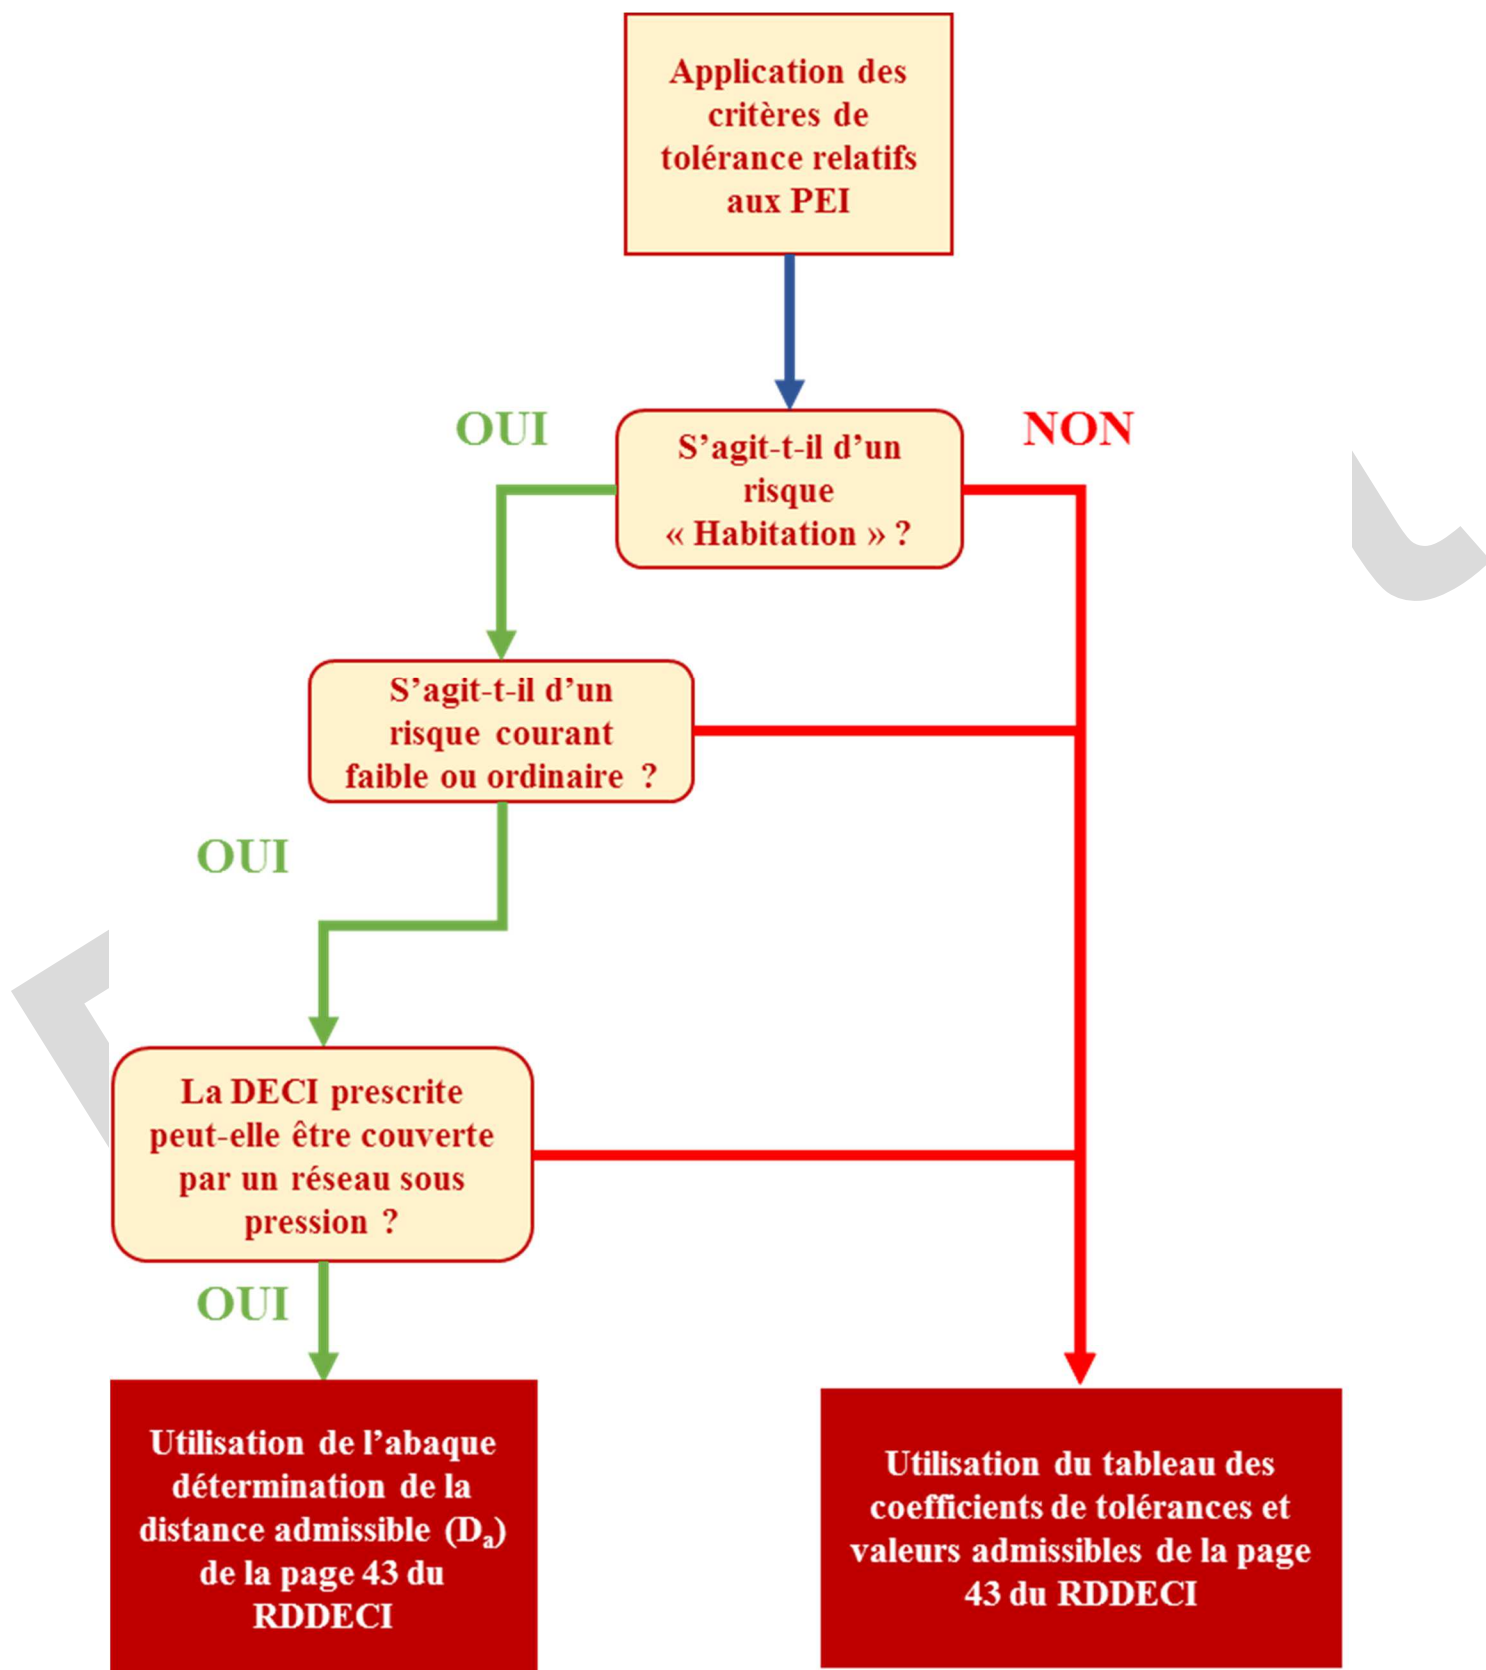 Application des
critères de
tolérance relatifs
aux PEI
OUI
NON
S’agit-t-il d’un
risque
« Habitation » ?
S’agit-t-il d’un
risque courant
faible ou ordinaire ?
OUI
La DECI prescrite
peut-elle être couverte
par un réseau sous
pression ?
OUI
Utilisation de l’abaque
détermination de la
distance admissible (Da)
de la page 43 du
RDDECI
Utilisation du tableau des
coefficients de tolérances et
valeurs admissibles de la page
43 du RDDECI